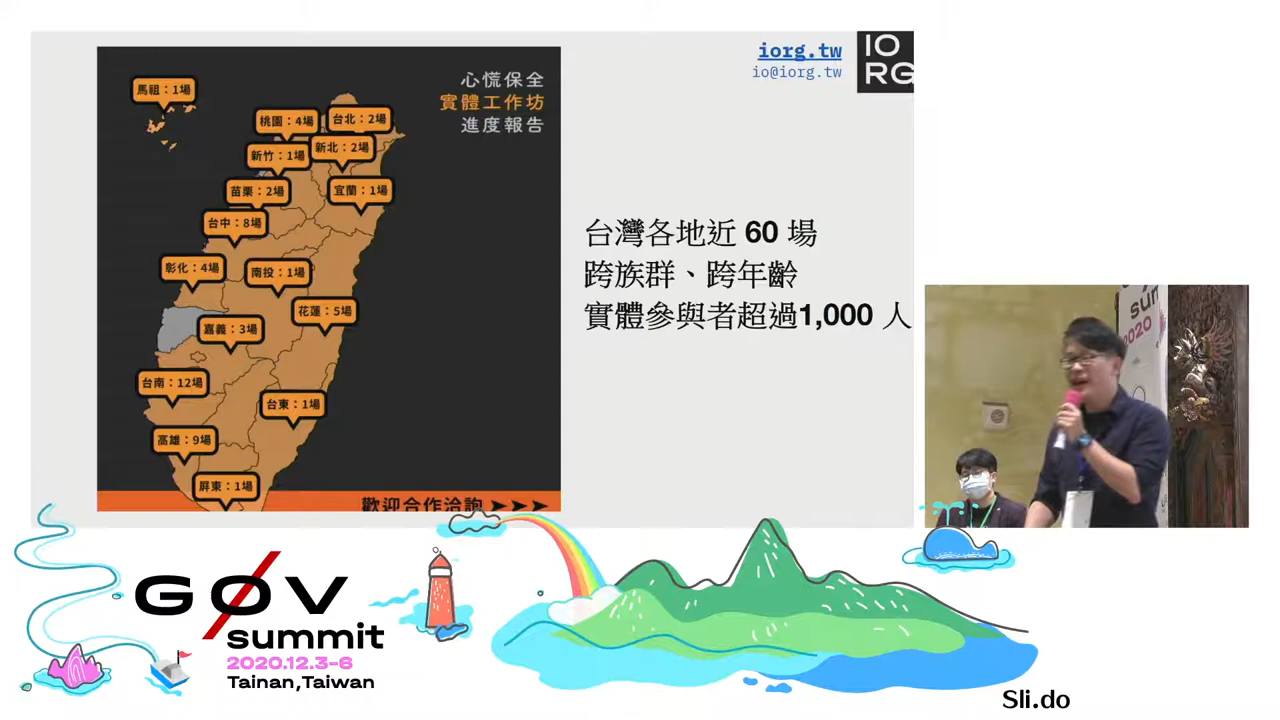 心慌保全
實體工作坊
進度報告
馬祖：1場
桃園：4場
台北：2場
新竹：1場
新北：2場
苗栗：2場
宜蘭：1場
台中：8場
彰化：4場
南投：1場
花蓮：5場
嘉義：3場
台南：12場
台東：1場
高雄：9場
屏東：1場
歡迎合作洽詢
iorg.tw
io@iorg.tw
IO
RG
台灣各地近 60 場
跨族群、跨年齡
實體參與者超過1,000 人
summit
2020
GØV
summit
2020.12.3-6
Tainan,Taiwan
Sli.do